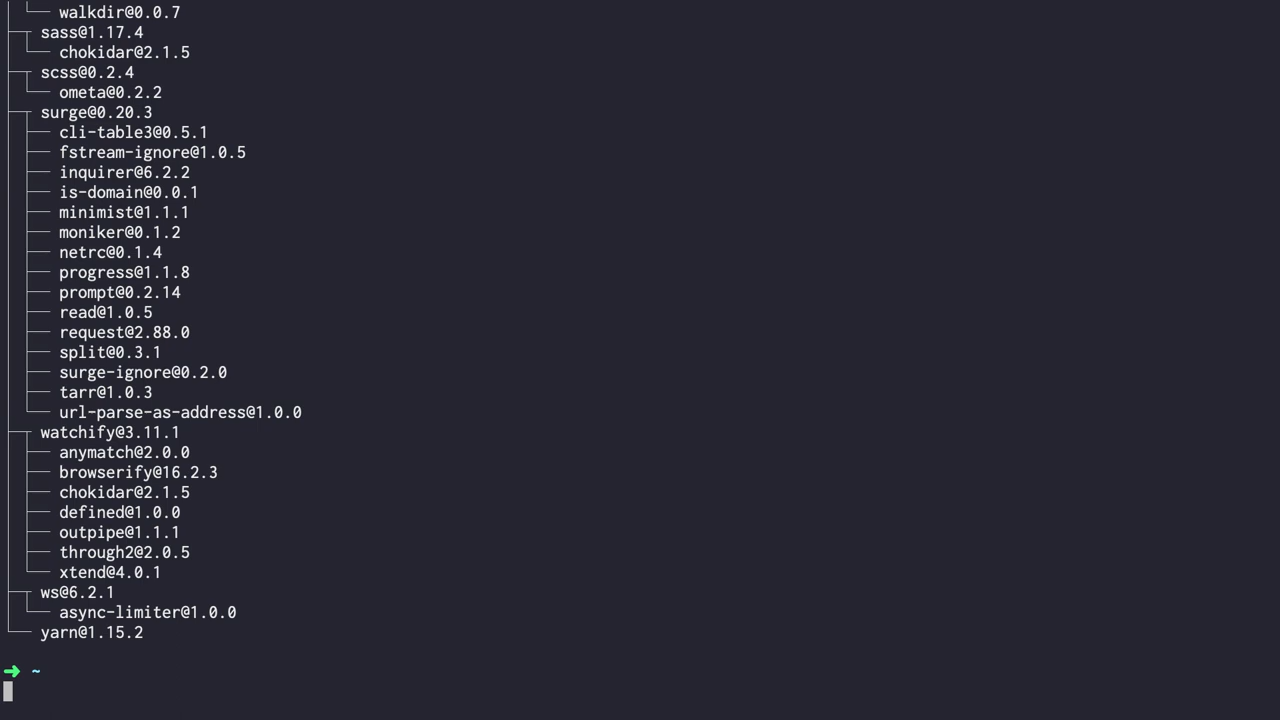 walkdir@0.0.7
sass@1.17.4
chokidar@2.1.5
scss@0.2.4
ometa@0.2.2
surge@0.20.3
cli-table3@0.5.1
fstream-ignore@1.0.5
inquirer@6.2.2
is-domain@0.0.1
minimist@1.1.1
moniker@0.1.2
netrc@0.1.4
progress@1.1.8
prompt@0.2.14
read@1.0.5
request@2.88.0
split@0.3.1
surge-ignore@0.2.0
tarr@1.0.3
url-parse-as-address@1.0.0
watchify@3.11.1
anymatch@2.0.0
browserify@16.2.3
chokidar@2.1.5
defined@1.0.0
outpipe@1.1.1
through2@2.0.5
xtend@4.0.1
ws@6.2.1
async-limiter@1.0.0
yarn@1.15.2
➜ ~